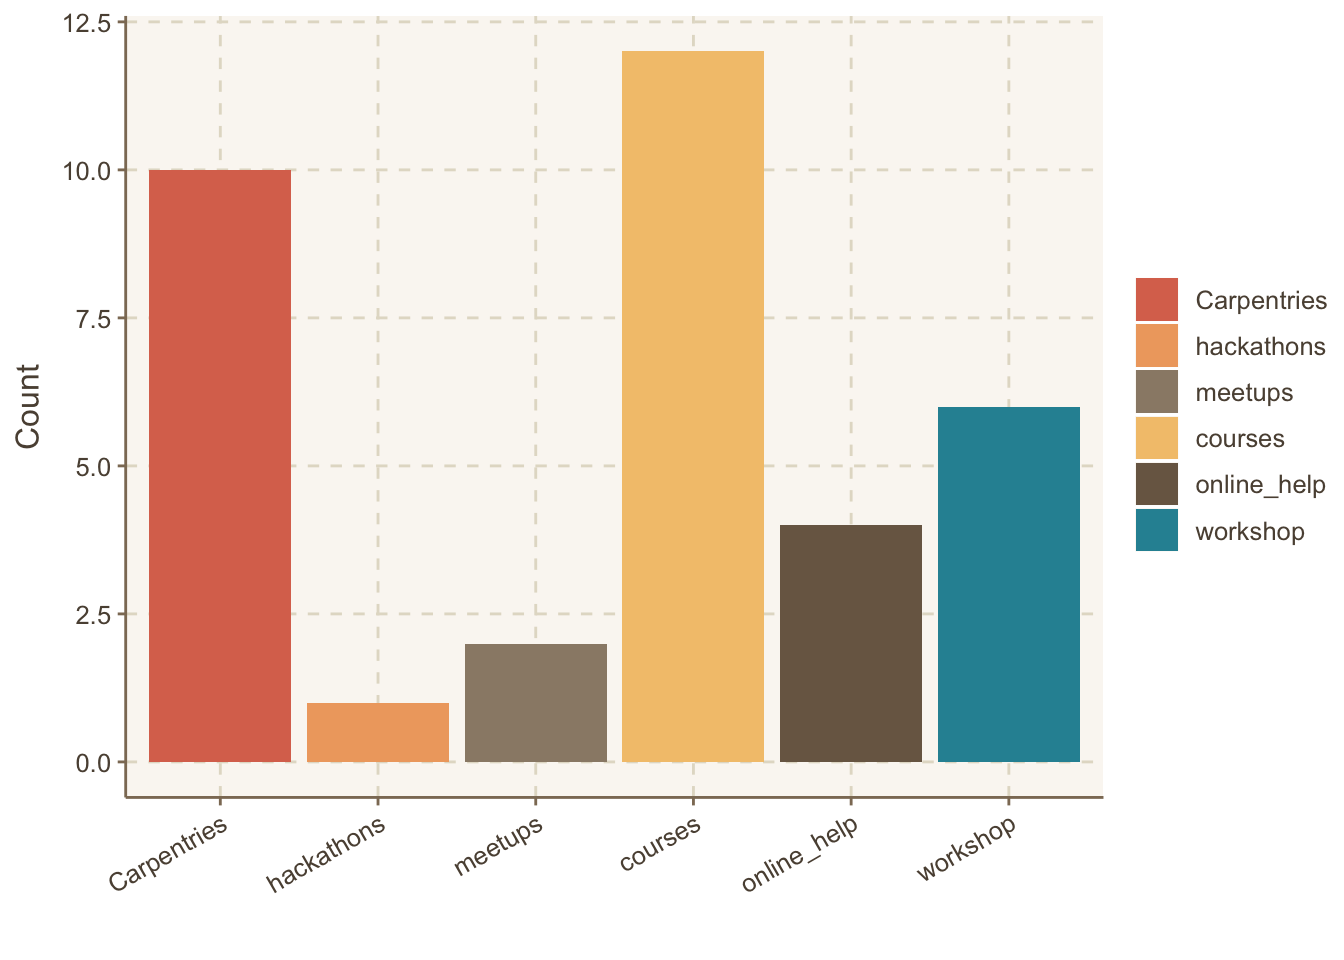 12.5
10.0
7.5
5.0
2.5
0.0
Count
Carpentries
hackathons
meetups
courses
online_help
workshop
Carpentries
hackathons
meetups
courses
online_help
workshop